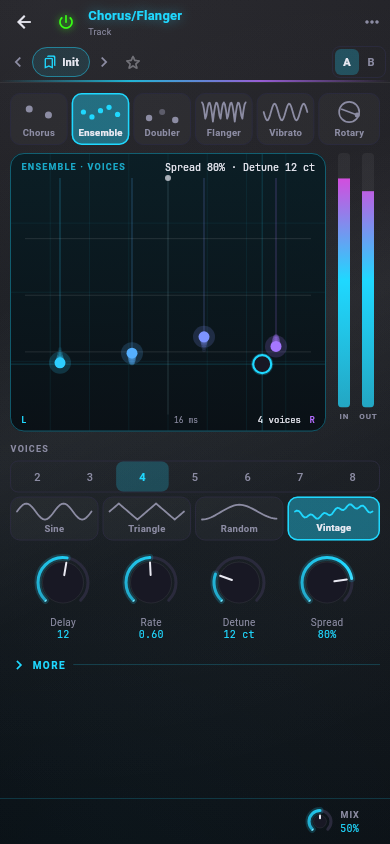 Chorus/Flanger
Track
Init
A B
Chorus Ensemble Doubler Flanger Vibrato Rotary
ENSEMBLE · VOICES Spread 80% · Detune 12 ct
L 16 ms 4 voices R
IN OUT
VOICES
2 3 4 5 6 7 8
Sine Triangle Random Vintage
Delay Rate Detune Spread
12 0.60 12 ct 80%
MORE
MIX
50%